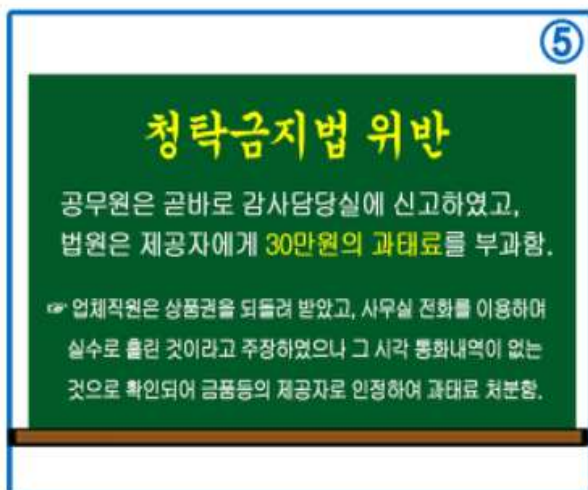 ⑤
청탁금지법 위반
공무원은 곧바로 감사담당실에 신고하였고,
법원은 제공자에게 30만원의 과태료를 부과함.
☞ 업체직원은 상품권을 되돌려 받았고, 사무실 전화를 이용하며
실수로 흘린 것이라고 주장하였으나 그 시각 통화내역이 없는
것으로 확인되어 금품등의 제공자로 인정하여 과태료 처분함.